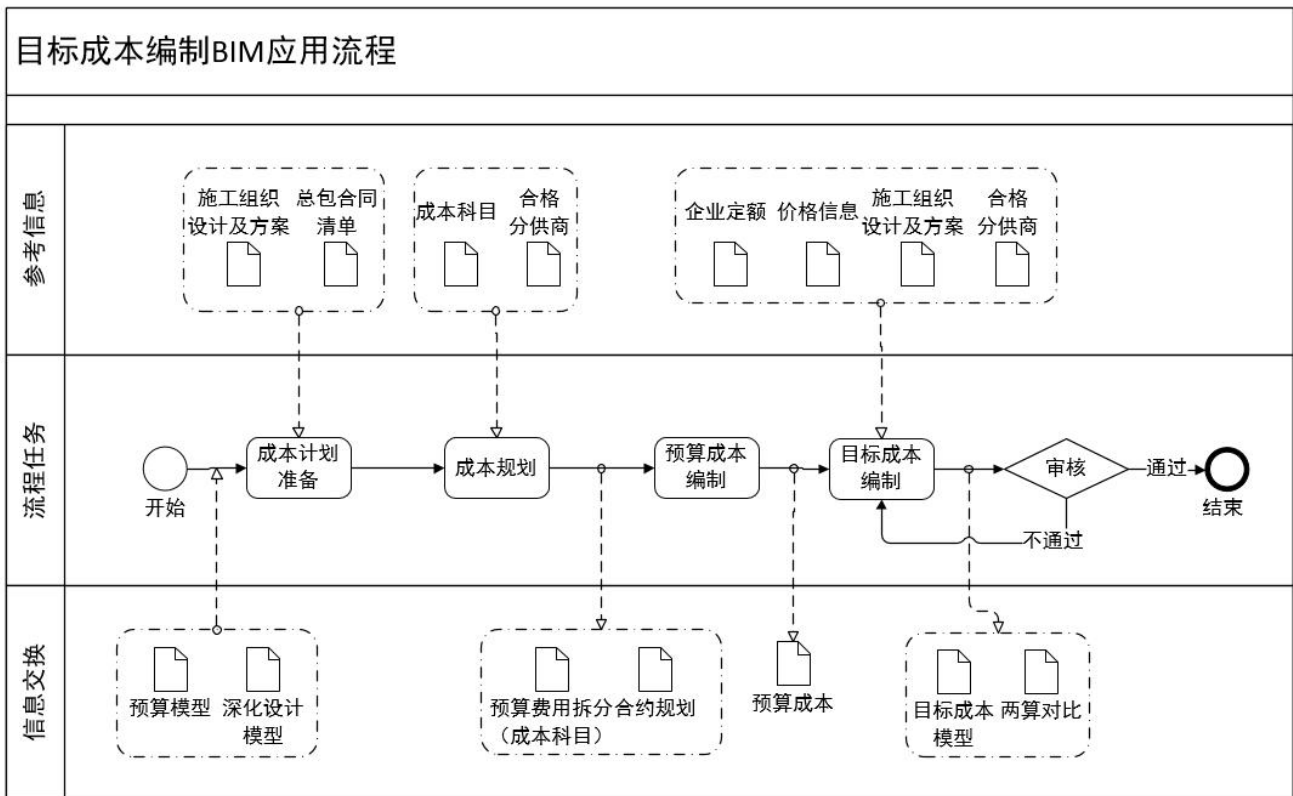 目标成本编制BIM应用流程
参考信息
施工组织
设计及方案
总包合同
清单
成本科目
合格
分供商
企业定额
价格信息
施工组织
设计及方案
合格
分供商
流程任务
开始
成本计划
准备
成本规划
预算成本
编制
目标成本
编制
审核
通过
结束
不通过
信息交换
预算模型
深化设计
模型
预算费用拆分
（成本科目）
合约规划
预算成本
目标成本
模型
两算对比